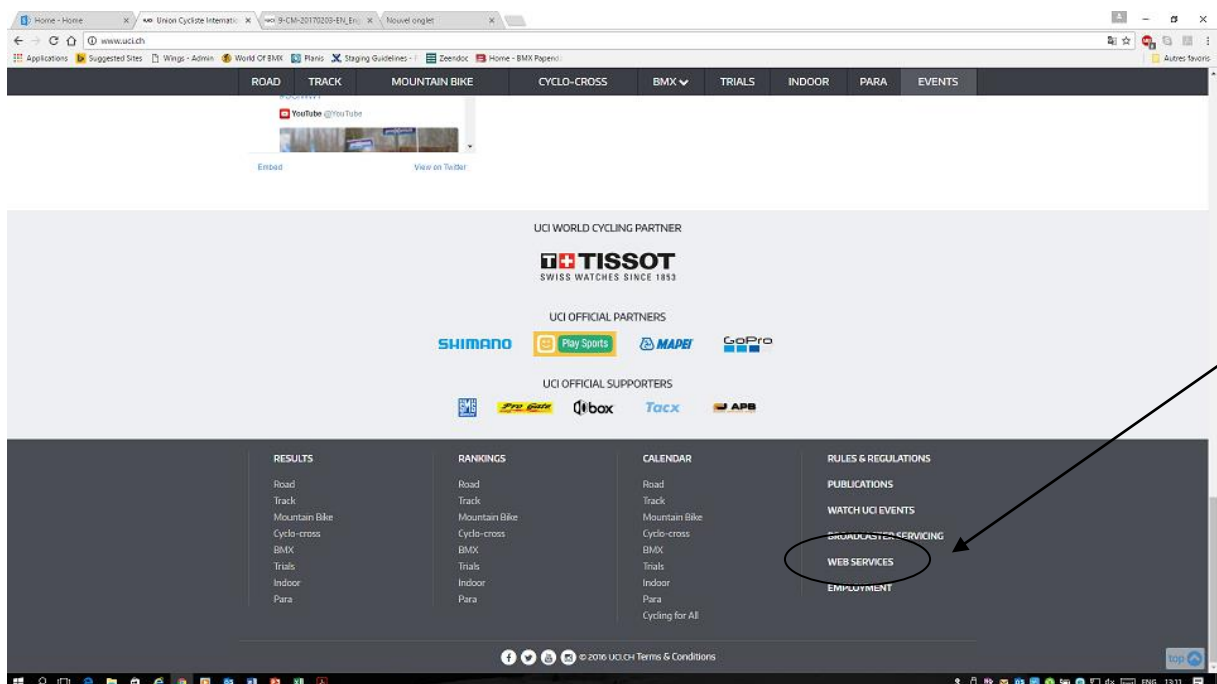 Home - Home
Union Cycliste Internatic
9-CM-20170203-EN_Eng
Nouvel onglet
www.uci.ch
Applications Suggested Sites Wings - Admin World Of BMX Planis Staging Guidelines - Zeendoc Home - BMX Papend
Autres favoris
ROAD TRACK MOUNTAIN BIKE CYCLO-CROSS BMX TRIALS INDOOR PARA EVENTS
YouTube @YouTube
Embed View on Twitter
UCI WORLD CYCLING PARTNER
TISSOT
SWISS WATCHES SINCE 1853
UCI OFFICIAL PARTNERS
SHIMANO Play Sports MAPEI GoPro
UCI OFFICIAL SUPPORTERS
SMG Pro Gate box Tacx APB
RESULTS
Road
Track
Mountain Bike
Cyclo-cross
BMX
Trials
Indoor
Para
RANKINGS
Road
Track
Mountain Bike
Cyclo-cross
BMX
Trials
Indoor
Para
CALENDAR
Road
Track
Mountain Bike
Cyclo-cross
BMX
Trials
Indoor
Para
Cycling for All
RULES & REGULATIONS
PUBLICATIONS
WATCH UCI EVENTS
BROADCASTER SERVICING
WEB SERVICES
EMPLOYMENT
© 2016 UCI.CH Terms & Conditions
top
ENG 13:11